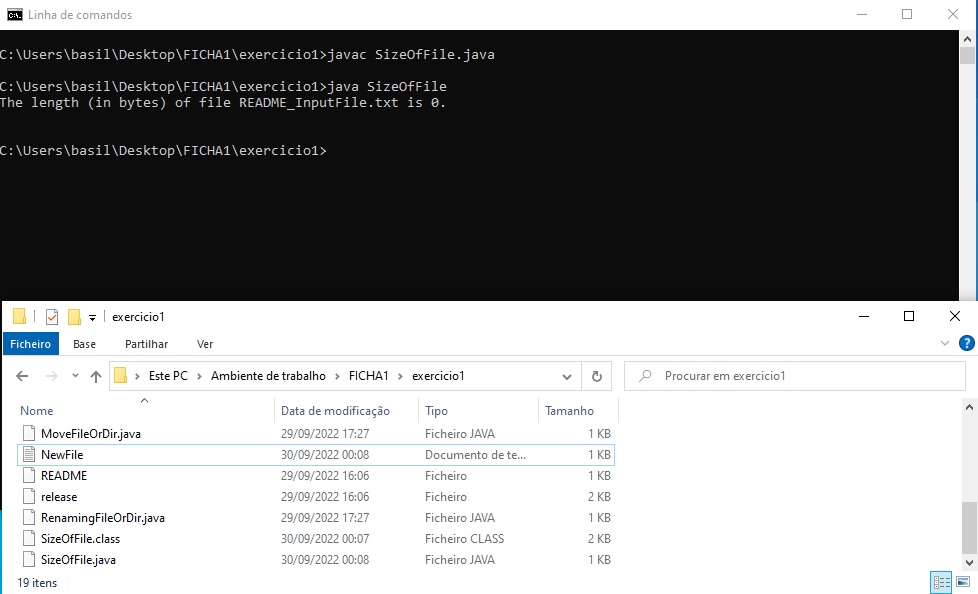 Linha de comandos
C:\Users\basil\Desktop\FICHA1\exercicio1>javac SizeOfFile.java
C:\Users\basil\Desktop\FICHA1\exercicio1>java SizeOfFile
The length (in bytes) of file README_InputFile.txt is 0.
C:\Users\basil\Desktop\FICHA1\exercicio1>
exercicio1
Ficheiro Base Partilhar Ver
Este PC > Ambiente de trabalho > FICHA1 > exercicio1 Procurar em exercicio1
Nome Data de modificação Tipo Tamanho
MoveFileOrDir.java 29/09/2022 17:27 Ficheiro JAVA 1 KB
NewFile 30/09/2022 00:08 Documento de te... 1 KB
README 29/09/2022 16:06 Ficheiro 1 KB
release 29/09/2022 16:06 Ficheiro 2 KB
RenamingFileOrDir.java 29/09/2022 17:27 Ficheiro JAVA 1 KB
SizeOfFile.class 30/09/2022 00:07 Ficheiro CLASS 2 KB
SizeOfFile.java 30/09/2022 00:08 Ficheiro JAVA 1 KB
19 itens